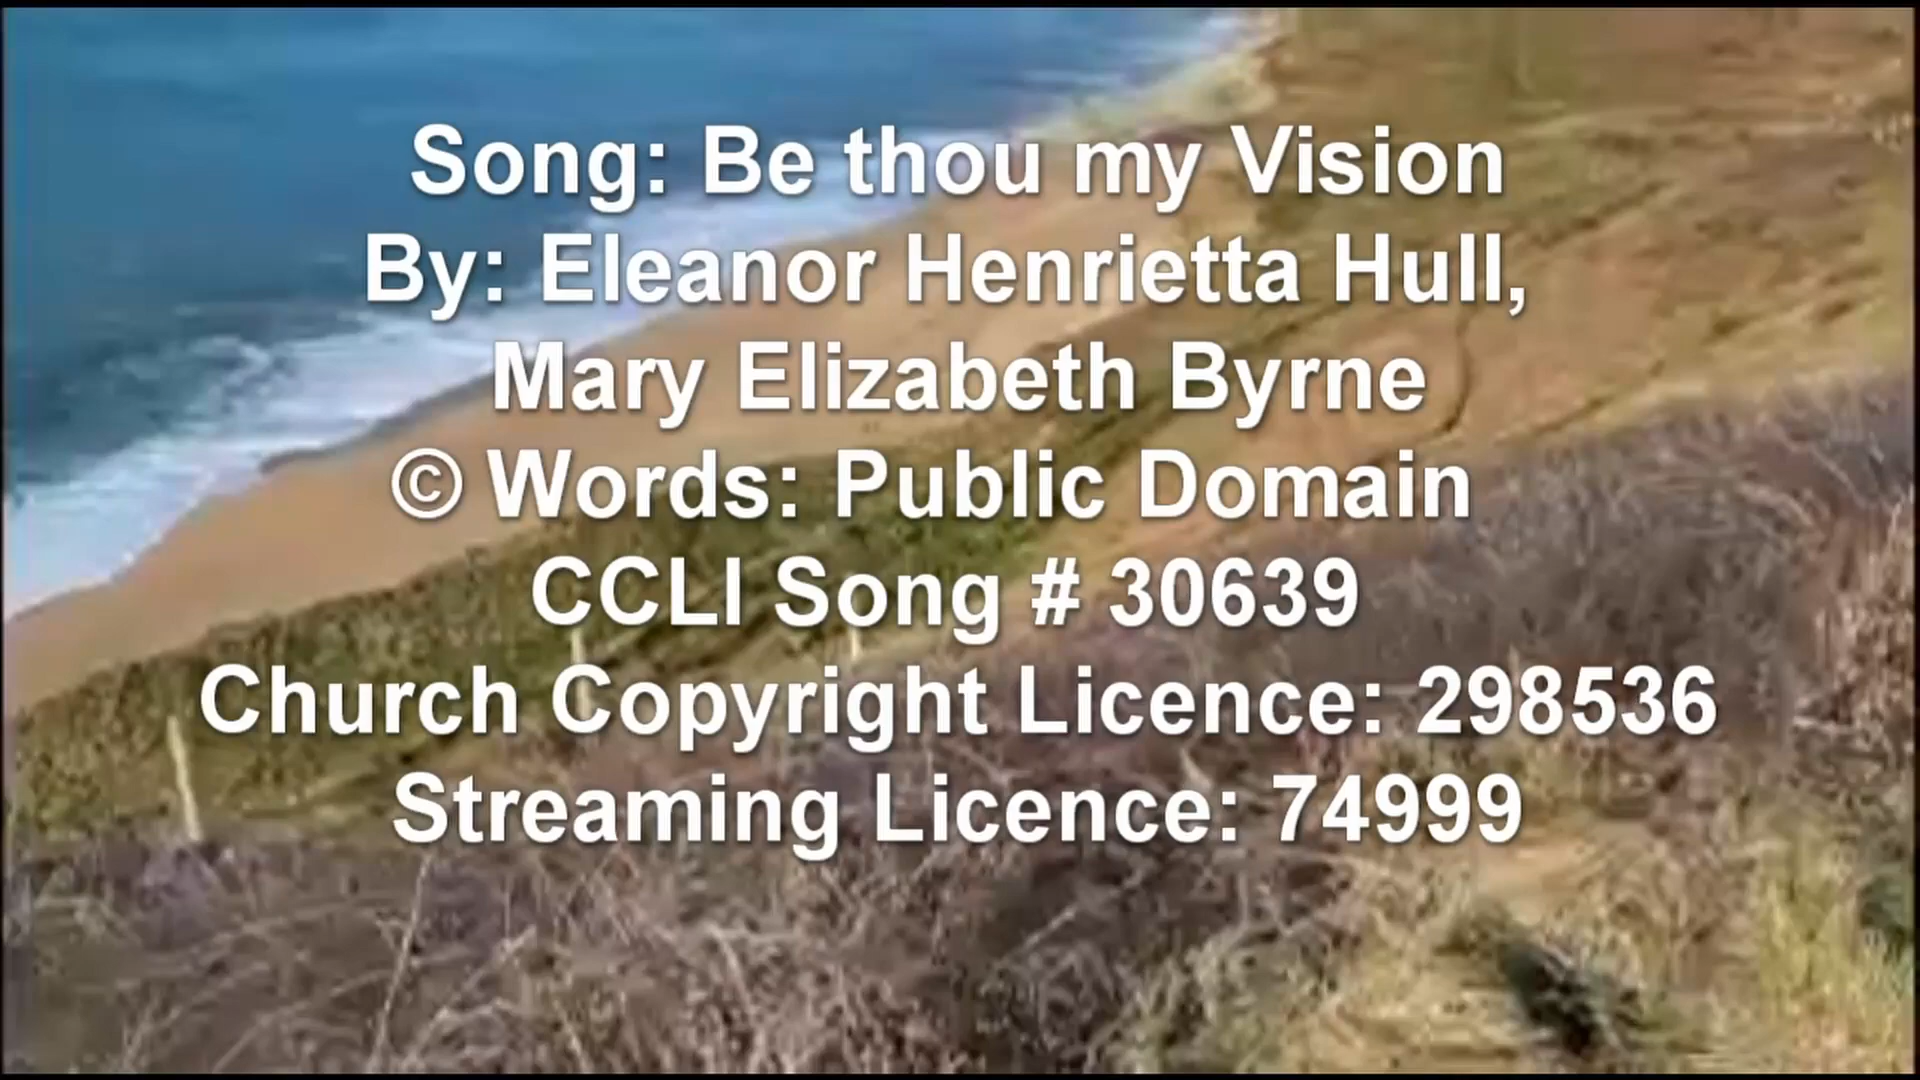 Song: Be thou my Vision
By: Eleanor Henrietta Hull,
Mary Elizabeth Byrne
© Words: Public Domain
CCLI Song # 30639
Church Copyright Licence: 298536
Streaming Licence: 74999